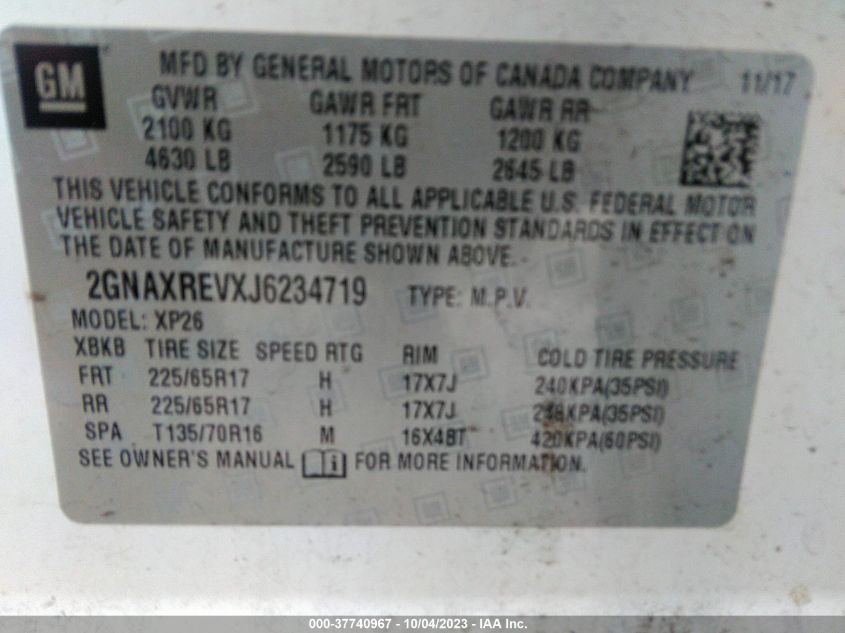 GM
MFD BY GENERAL MOTORS OF CANADA COMPANY 11/17
GVWR GAWR FRT GAWR RR
2100 KG 1175 KG 1200 KG
4630 LB 2590 LB 2645 LB
THIS VEHICLE CONFORMS TO ALL APPLICABLE U.S. FEDERAL MOTOR
VEHICLE SAFETY AND THEFT PREVENTION STANDARDS IN EFFECT ON
THE DATE OF MANUFACTURE SHOWN ABOVE.
2GNAXREVXJ6234719 TYPE: M.P.V.
MODEL: XP26
XBKB TIRE SIZE SPEED RTG RIM COLD TIRE PRESSURE
FRT 225/65R17 H 17X7J 240KPA(35PSI)
RR 225/65R17 H 17X7J (35PSI)
SPA T135/70R16 M 16X4BT 420KPA(60PSI)
SEE OWNER'S MANUAL i FOR MORE INFORMATION.
000-37740967 - 10/04/2023 - IAA Inc.